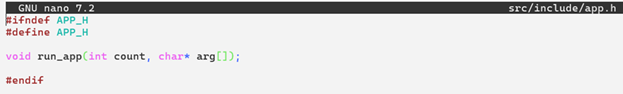 GNU nano 7.2 src/include/app.h
#ifndef APP_H
#define APP_H
void run_app(int count, char* arg[]);
#endif